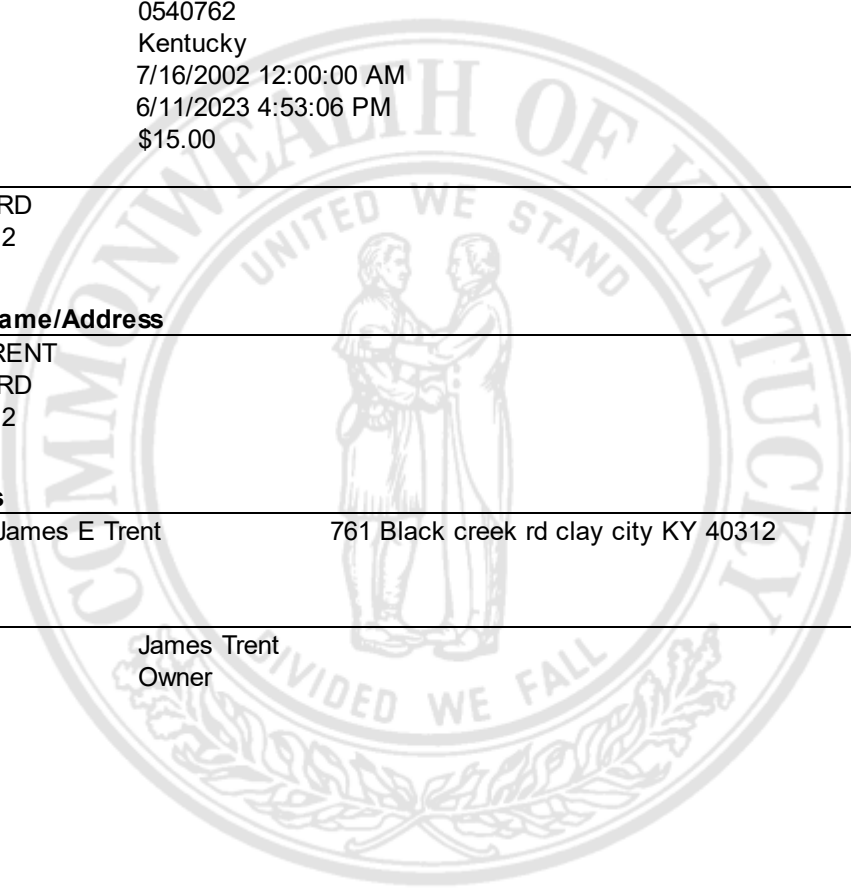 0540762
Kentucky
7/16/2002 12:00:00 AM
6/11/2023 4:53:06 PM
$15.00
RD
2
ame/Address
RENT
RD
2
s
James E Trent 761 Black creek rd clay city KY 40312
James Trent
Owner
COMMONWEALTH OF KENTUCKY
UNITED WE STAND
DIVIDED WE FALL